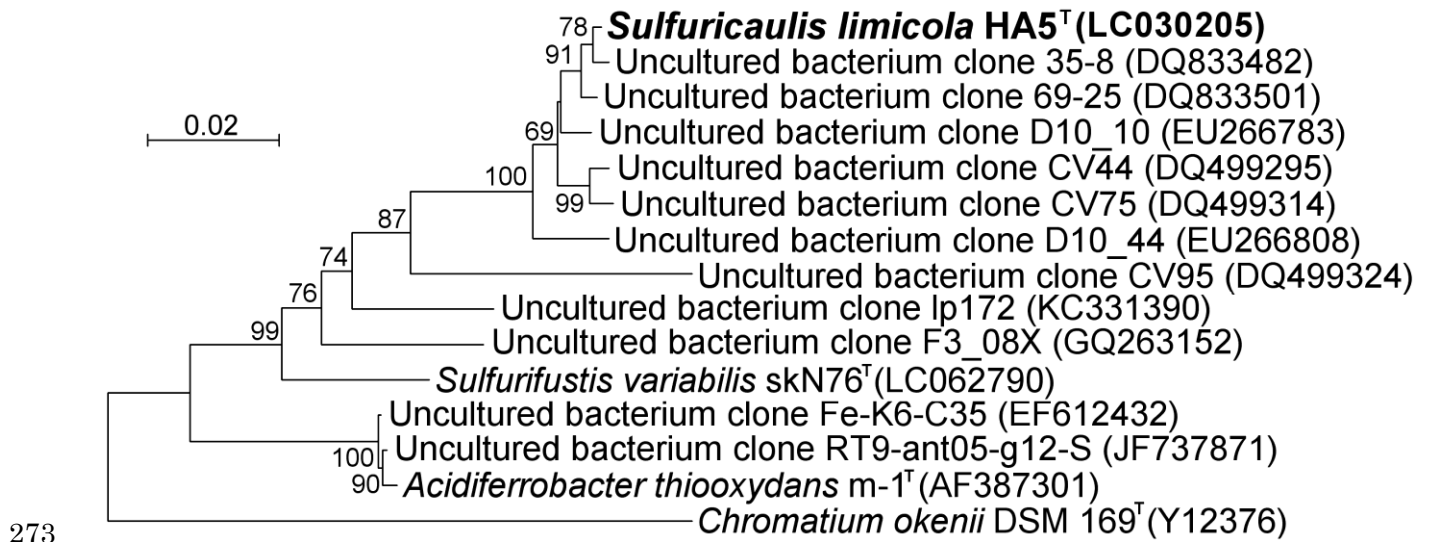 78 Sulfuricaulis limicola HA5ᵀ(LC030205)
91 Uncultured bacterium clone 35-8 (DQ833482)
Uncultured bacterium clone 69-25 (DQ833501)
0.02
69 Uncultured bacterium clone D10_10 (EU266783)
Uncultured bacterium clone CV44 (DQ499295)
100
99 Uncultured bacterium clone CV75 (DQ499314)
87
Uncultured bacterium clone D10_44 (EU266808)
74
Uncultured bacterium clone CV95 (DQ499324)
76
Uncultured bacterium clone lp172 (KC331390)
99
Uncultured bacterium clone F3_08X (GQ263152)
Sulfurifustis variabilis skN76ᵀ(LC062790)
Uncultured bacterium clone Fe-K6-C35 (EF612432)
100 Uncultured bacterium clone RT9-ant05-g12-S (JF737871)
90 Acidiferrobacter thiooxydans m-1ᵀ(AF387301)
Chromatium okenii DSM 169ᵀ(Y12376)
273